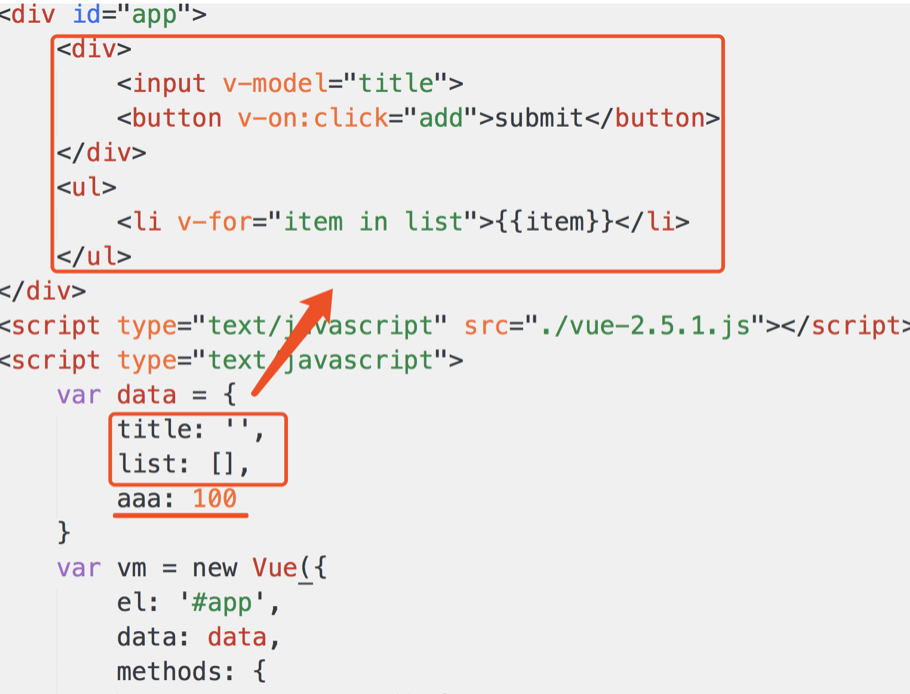 <div id="app">
<div>
<input v-model="title">
<button v-on:click="add">submit</button>
</div>
<ul>
<li v-for="item in list">{{item}}</li>
</ul>
</div>
<script type="text/javascript" src="./vue-2.5.1.js"></script>
<script type="text/javascript">
var data = {
title: '',
list: [],
aaa: 100
}
var vm = new Vue({
el: '#app',
data: data,
methods: {